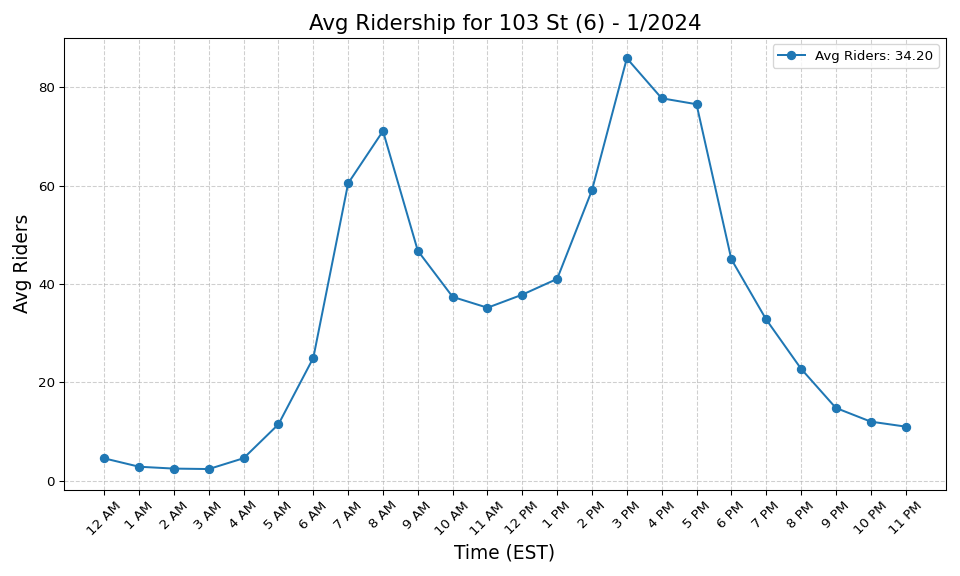 Avg Ridership for 103 St (6) - 1/2024
Avg Riders: 34.20
Avg Riders
80
60
40
20
0
12 AM 1 AM 2 AM 3 AM 4 AM 5 AM 6 AM 7 AM 8 AM 9 AM 10 AM 11 AM 12 PM 1 PM 2 PM 3 PM 4 PM 5 PM 6 PM 7 PM 8 PM 9 PM 10 PM 11 PM
Time (EST)